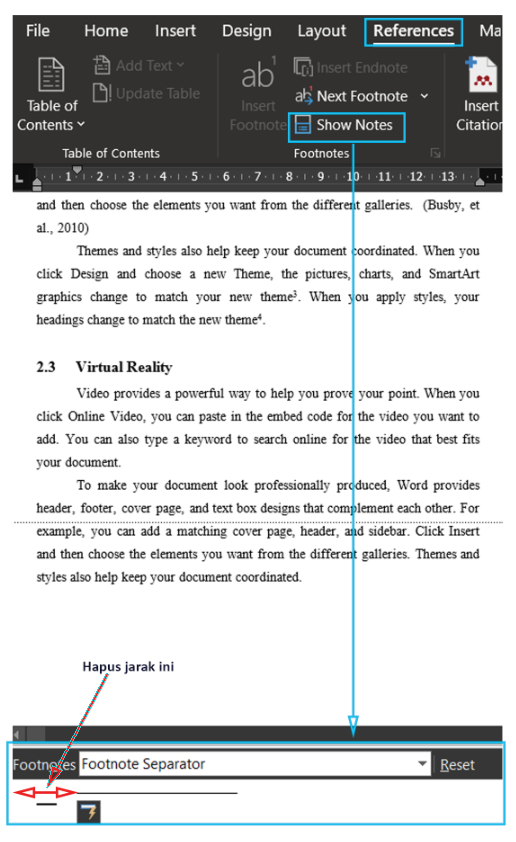 File Home Insert Design Layout References Ma
Add Text
ab1
Insert Endnote
Update Table
Next Footnote
Table of
Contents
Insert
Footnote
Show Notes
Insert
Citation
Table of Contents
Footnotes
1 2 3 4 5 6 7 8 9 10 11 12 13
and then choose the elements you want from the different galleries. (Busby, et
al., 2010)
Themes and styles also help keep your document coordinated. When you
click Design and choose a new Theme, the pictures, charts, and SmartArt
graphics change to match your new theme³. When you apply styles, your
headings change to match the new theme⁴.
2.3 Virtual Reality
Video provides a powerful way to help you prove your point. When you
click Online Video, you can paste in the embed code for the video you want to
add. You can also type a keyword to search online for the video that best fits
your document.
To make your document look professionally produced, Word provides
header, footer, cover page, and text box designs that complement each other. For
example, you can add a matching cover page, header, and sidebar. Click Insert
and then choose the elements you want from the different galleries. Themes and
styles also help keep your document coordinated.
Hapus jarak ini
Footnotes Footnote Separator Reset